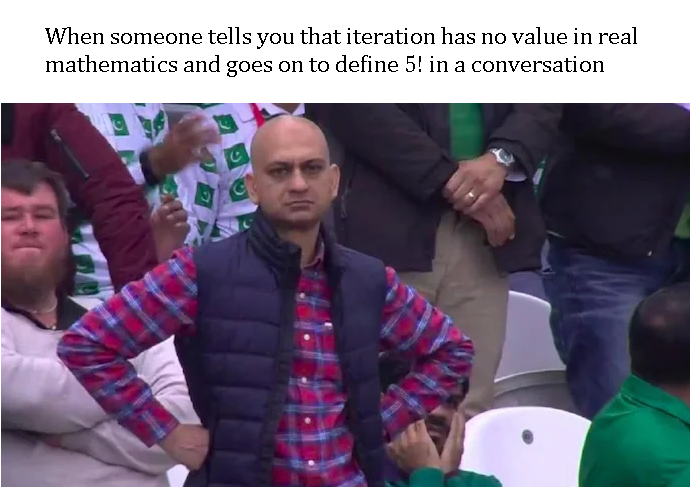 When someone tells you that iteration has no value in real
mathematics and goes on to define 5! in a conversation